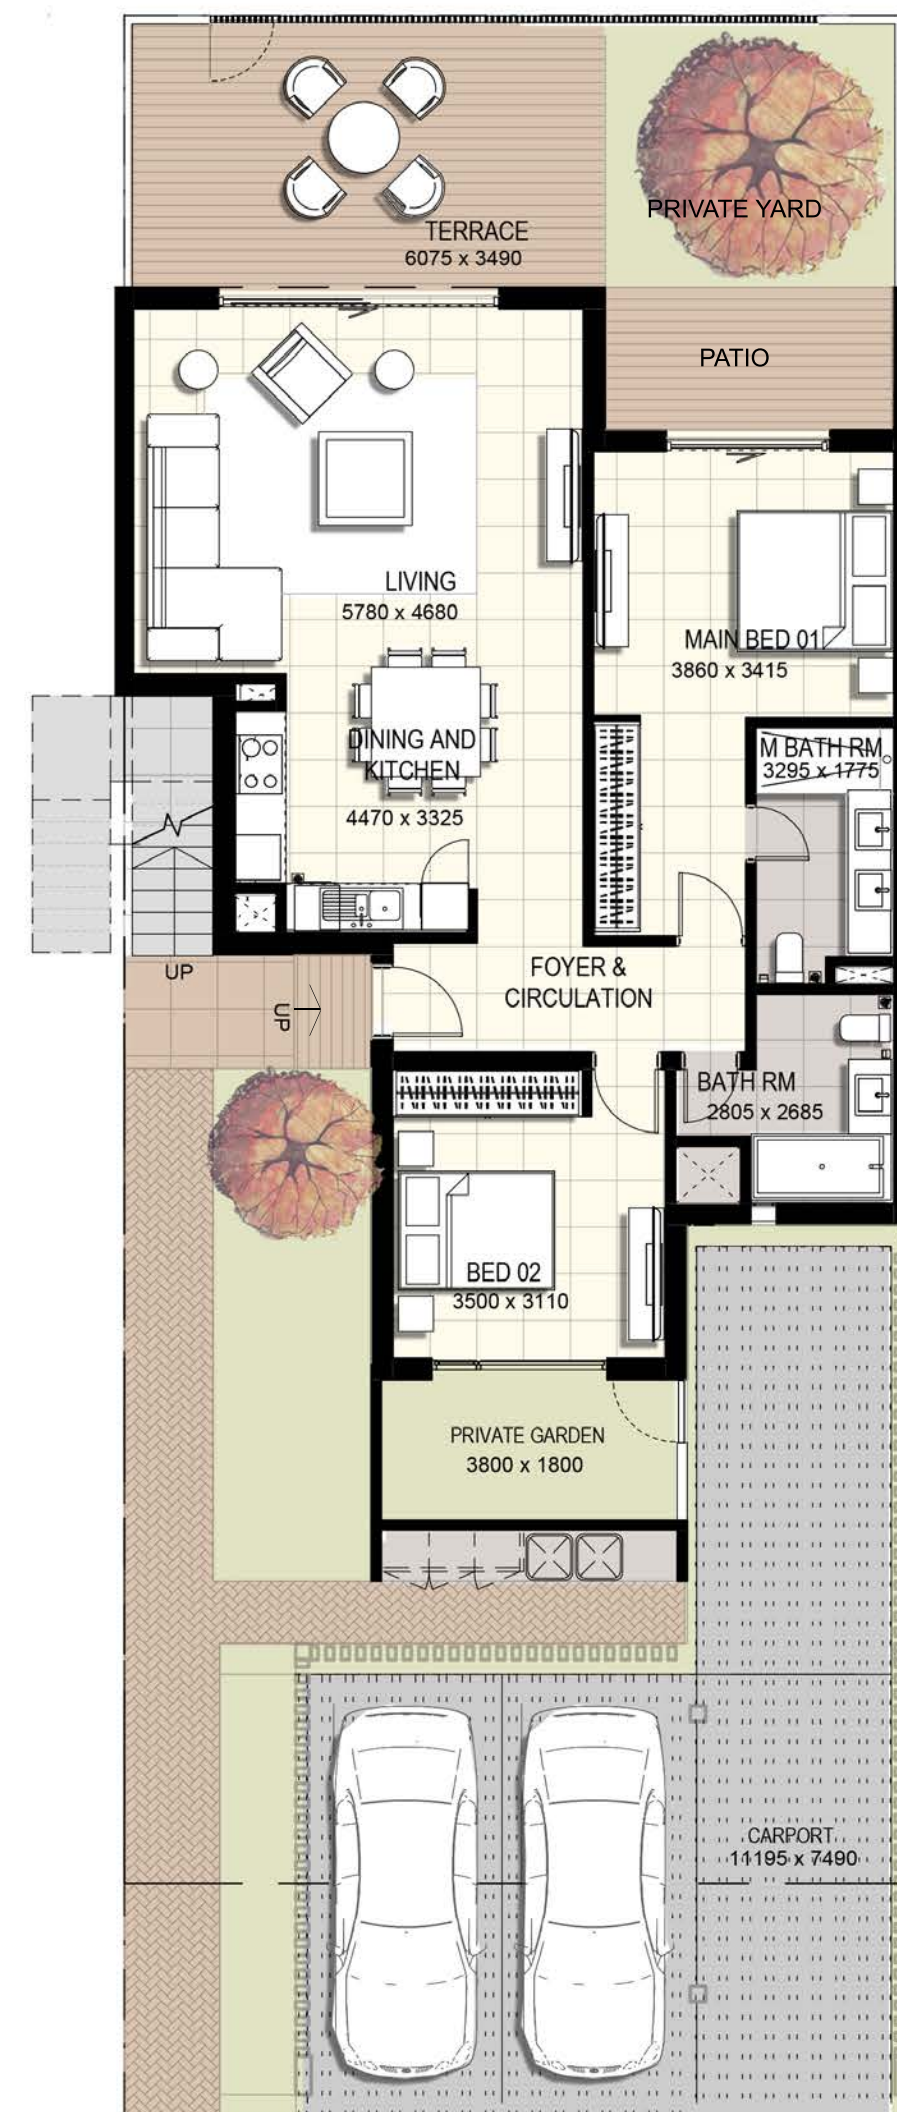 PRIVATE YARD
TERRACE
6075 x 3490
PATIO
LIVING
5780 x 4680
MAIN BED 01
3860 x 3415
DINING AND
KITCHEN
4470 x 3325
M BATH RM
3295 x 1775
UP
UP
FOYER &
CIRCULATION
BATH RM
2805 x 2685
BED 02
3500 x 3110
PRIVATE GARDEN
3800 x 1800
CARPORT
11195 x 7490